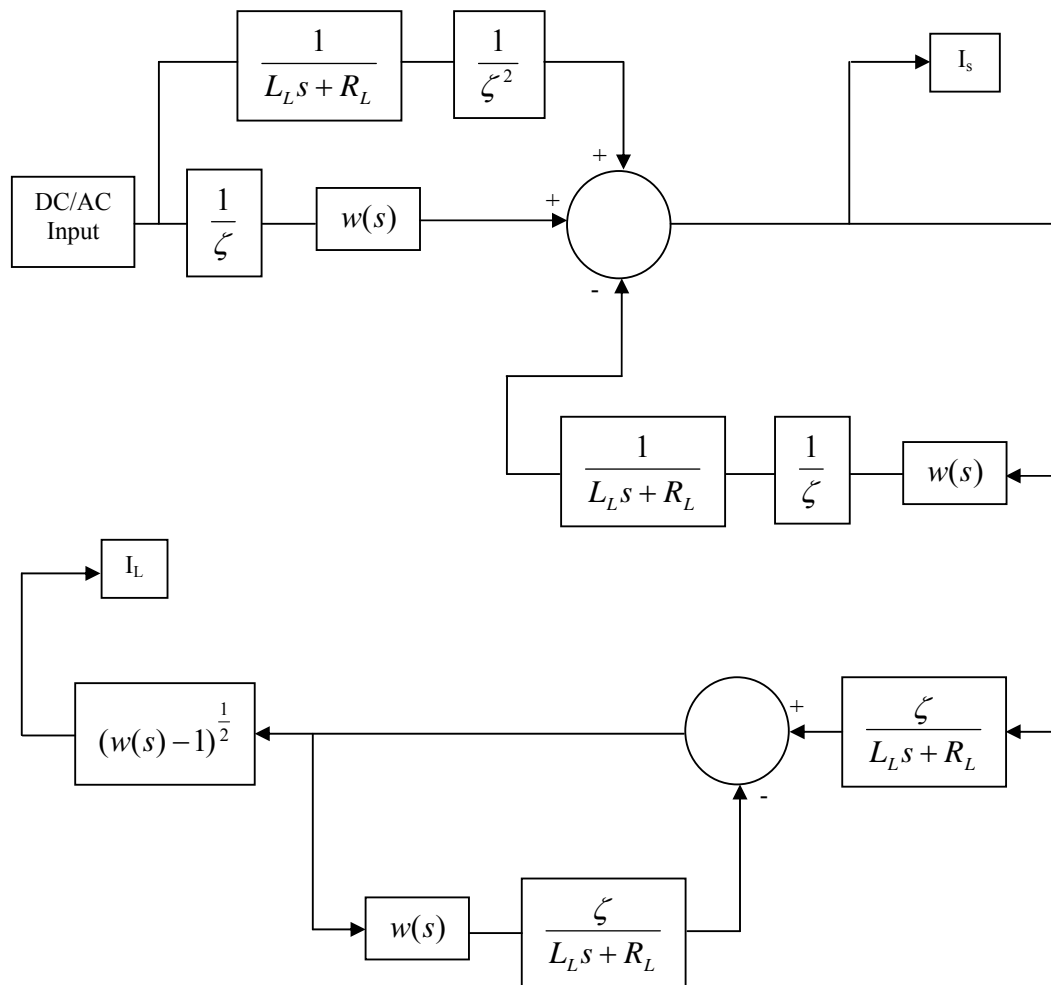 1 / (L_L s + R_L)
1 / ζ^2
I_s
+
DC/AC
Input
1 / ζ
w(s)
+
-
1 / (L_L s + R_L)
1 / ζ
w(s)
I_L
(w(s) − 1)^(1/2)
+
ζ / (L_L s + R_L)
-
w(s)
ζ / (L_L s + R_L)